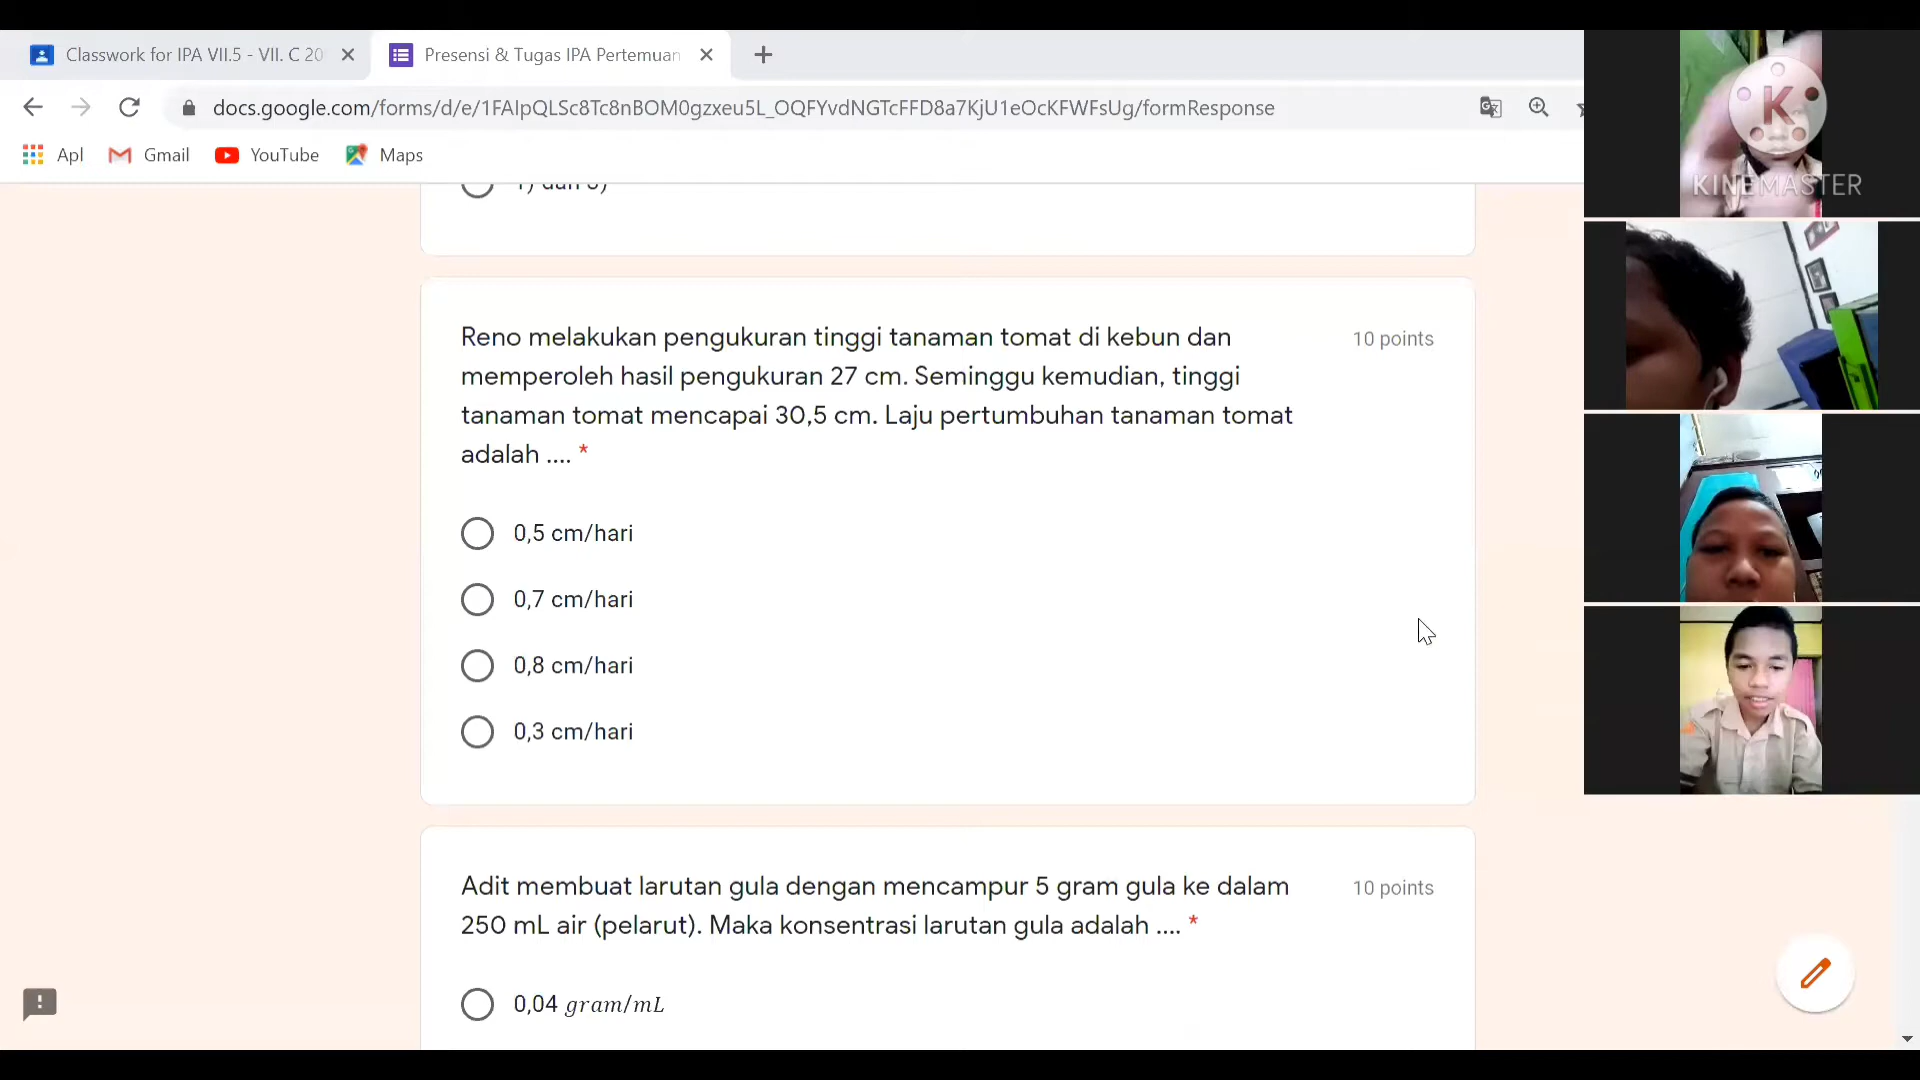 Classwork for IPA VII.5 - VII. C 20
Presensi & Tugas IPA Pertemuan
docs.google.com/forms/d/e/1FAIpQLSc8Tc8nBOM0gzxeu5L_OQFYvdNGTcFFD8a7KjU1eOcKFWFsUg/formResponse
Apl Gmail YouTube Maps
K
KINEMASTER
Reno melakukan pengukuran tinggi tanaman tomat di kebun dan
memperoleh hasil pengukuran 27 cm. Seminggu kemudian, tinggi
tanaman tomat mencapai 30,5 cm. Laju pertumbuhan tanaman tomat
adalah .... *
10 points
0,5 cm/hari
0,7 cm/hari
0,8 cm/hari
0,3 cm/hari
Adit membuat larutan gula dengan mencampur 5 gram gula ke dalam
250 mL air (pelarut). Maka konsentrasi larutan gula adalah .... *
10 points
0,04 gram/mL